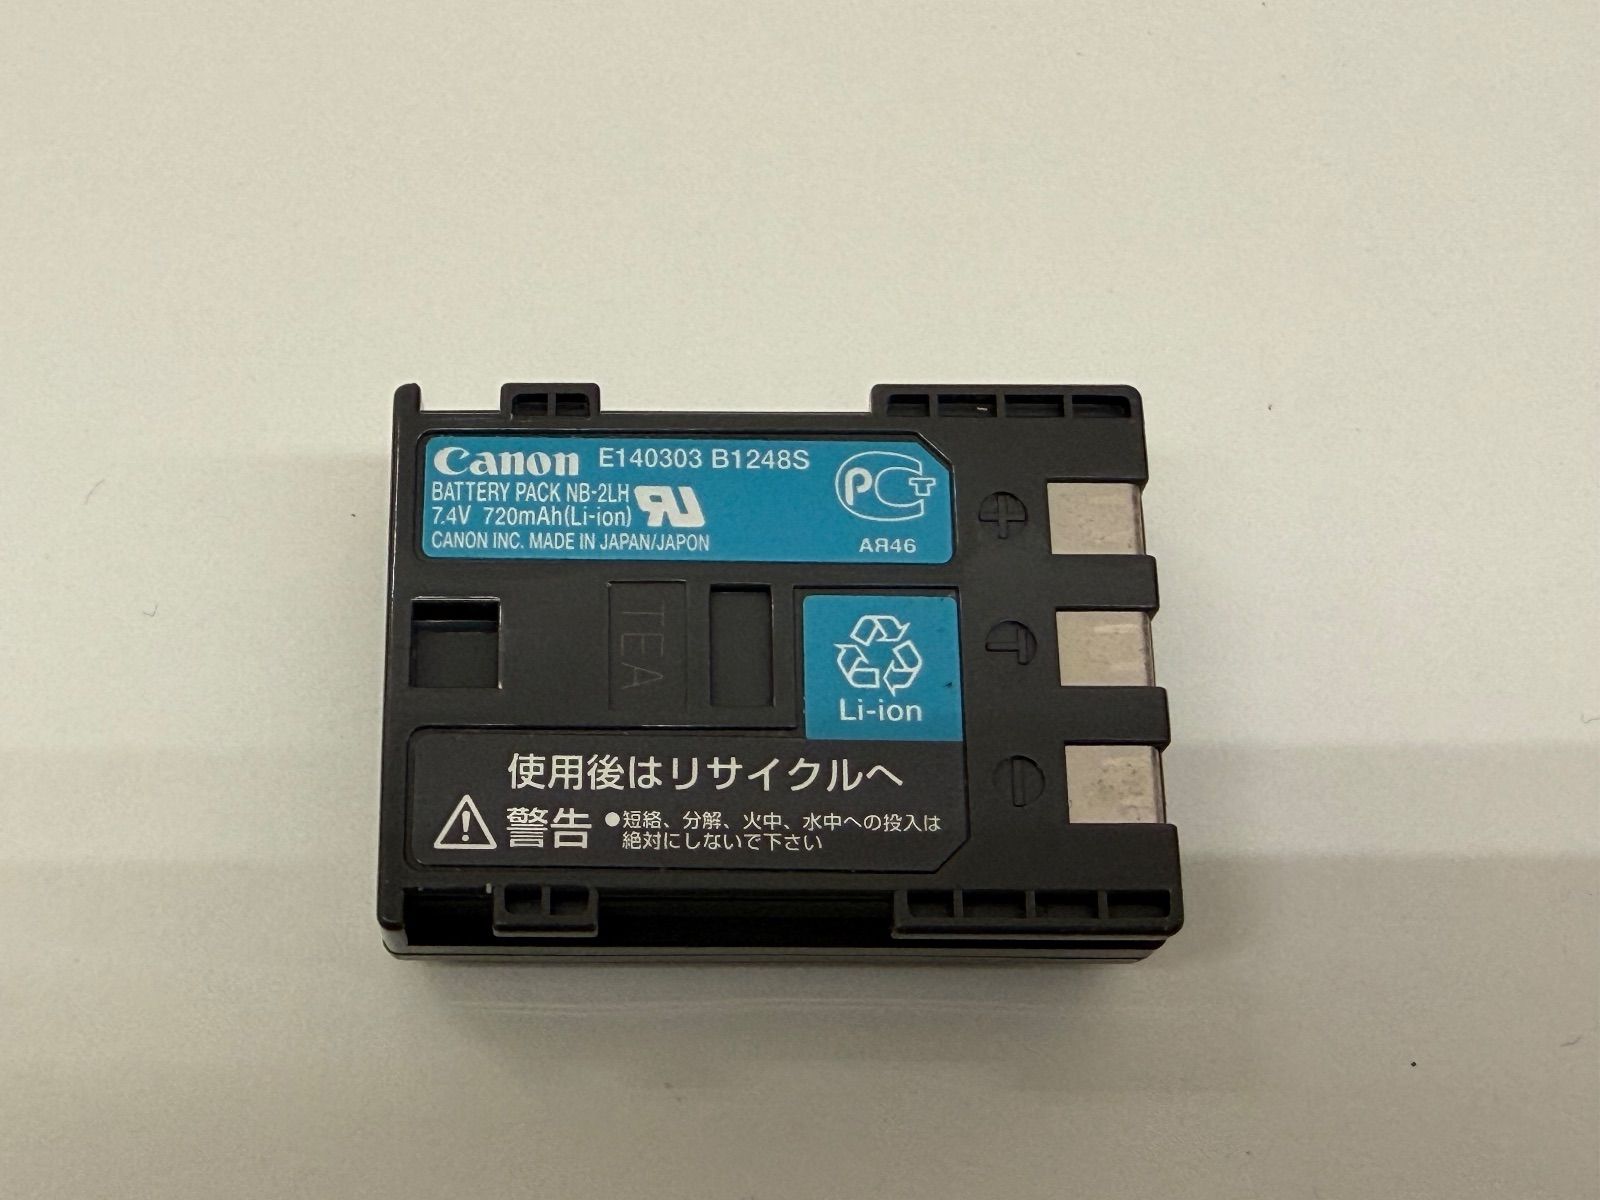 Canon E140303 B1248S
BATTERY PACK NB-2LH
7.4V 720mAh(Li-ion)
CANON INC. MADE IN JAPAN/JAPON
РСТ
АЯ46
+
TEA
T
Li-ion
−
使用後はリサイクルへ
警告 ●短絡、分解、火中、水中への投入は
絶対にしないで下さい